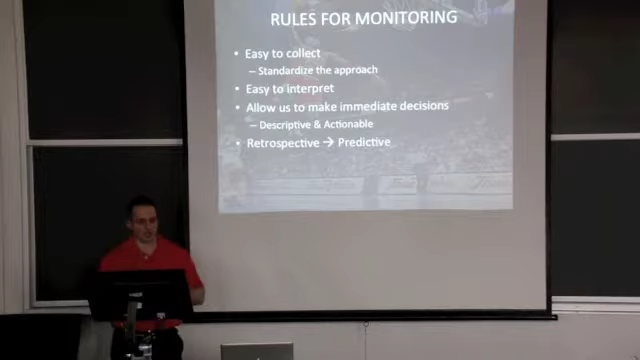 RULES FOR MONITORING
• Easy to collect
– Standardize the approach
• Easy to interpret
• Allow us to make immediate decisions
– Descriptive & Actionable
• Retrospective → Predictive